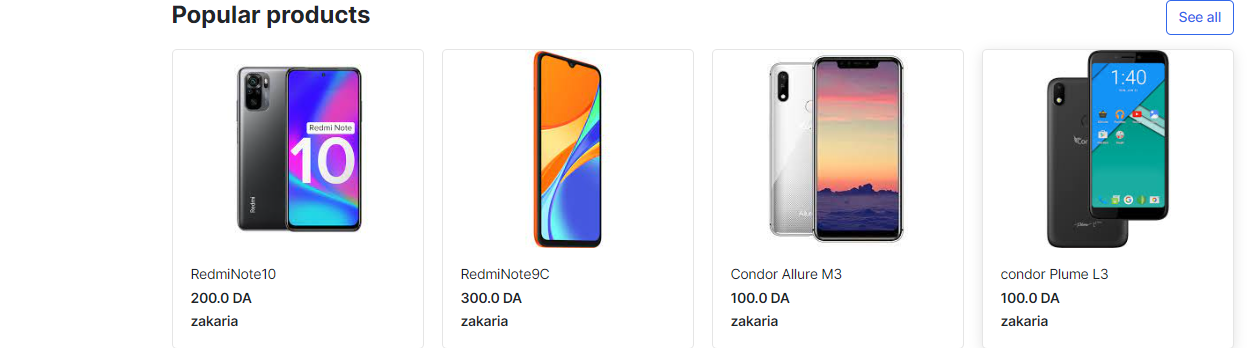 Popular products
See all
Redmi Note
10
Redmi
1:40
RedmiNote10
200.0 DA
zakaria
RedmiNote9C
300.0 DA
zakaria
Condor Allure M3
100.0 DA
zakaria
condor Plume L3
100.0 DA
zakaria